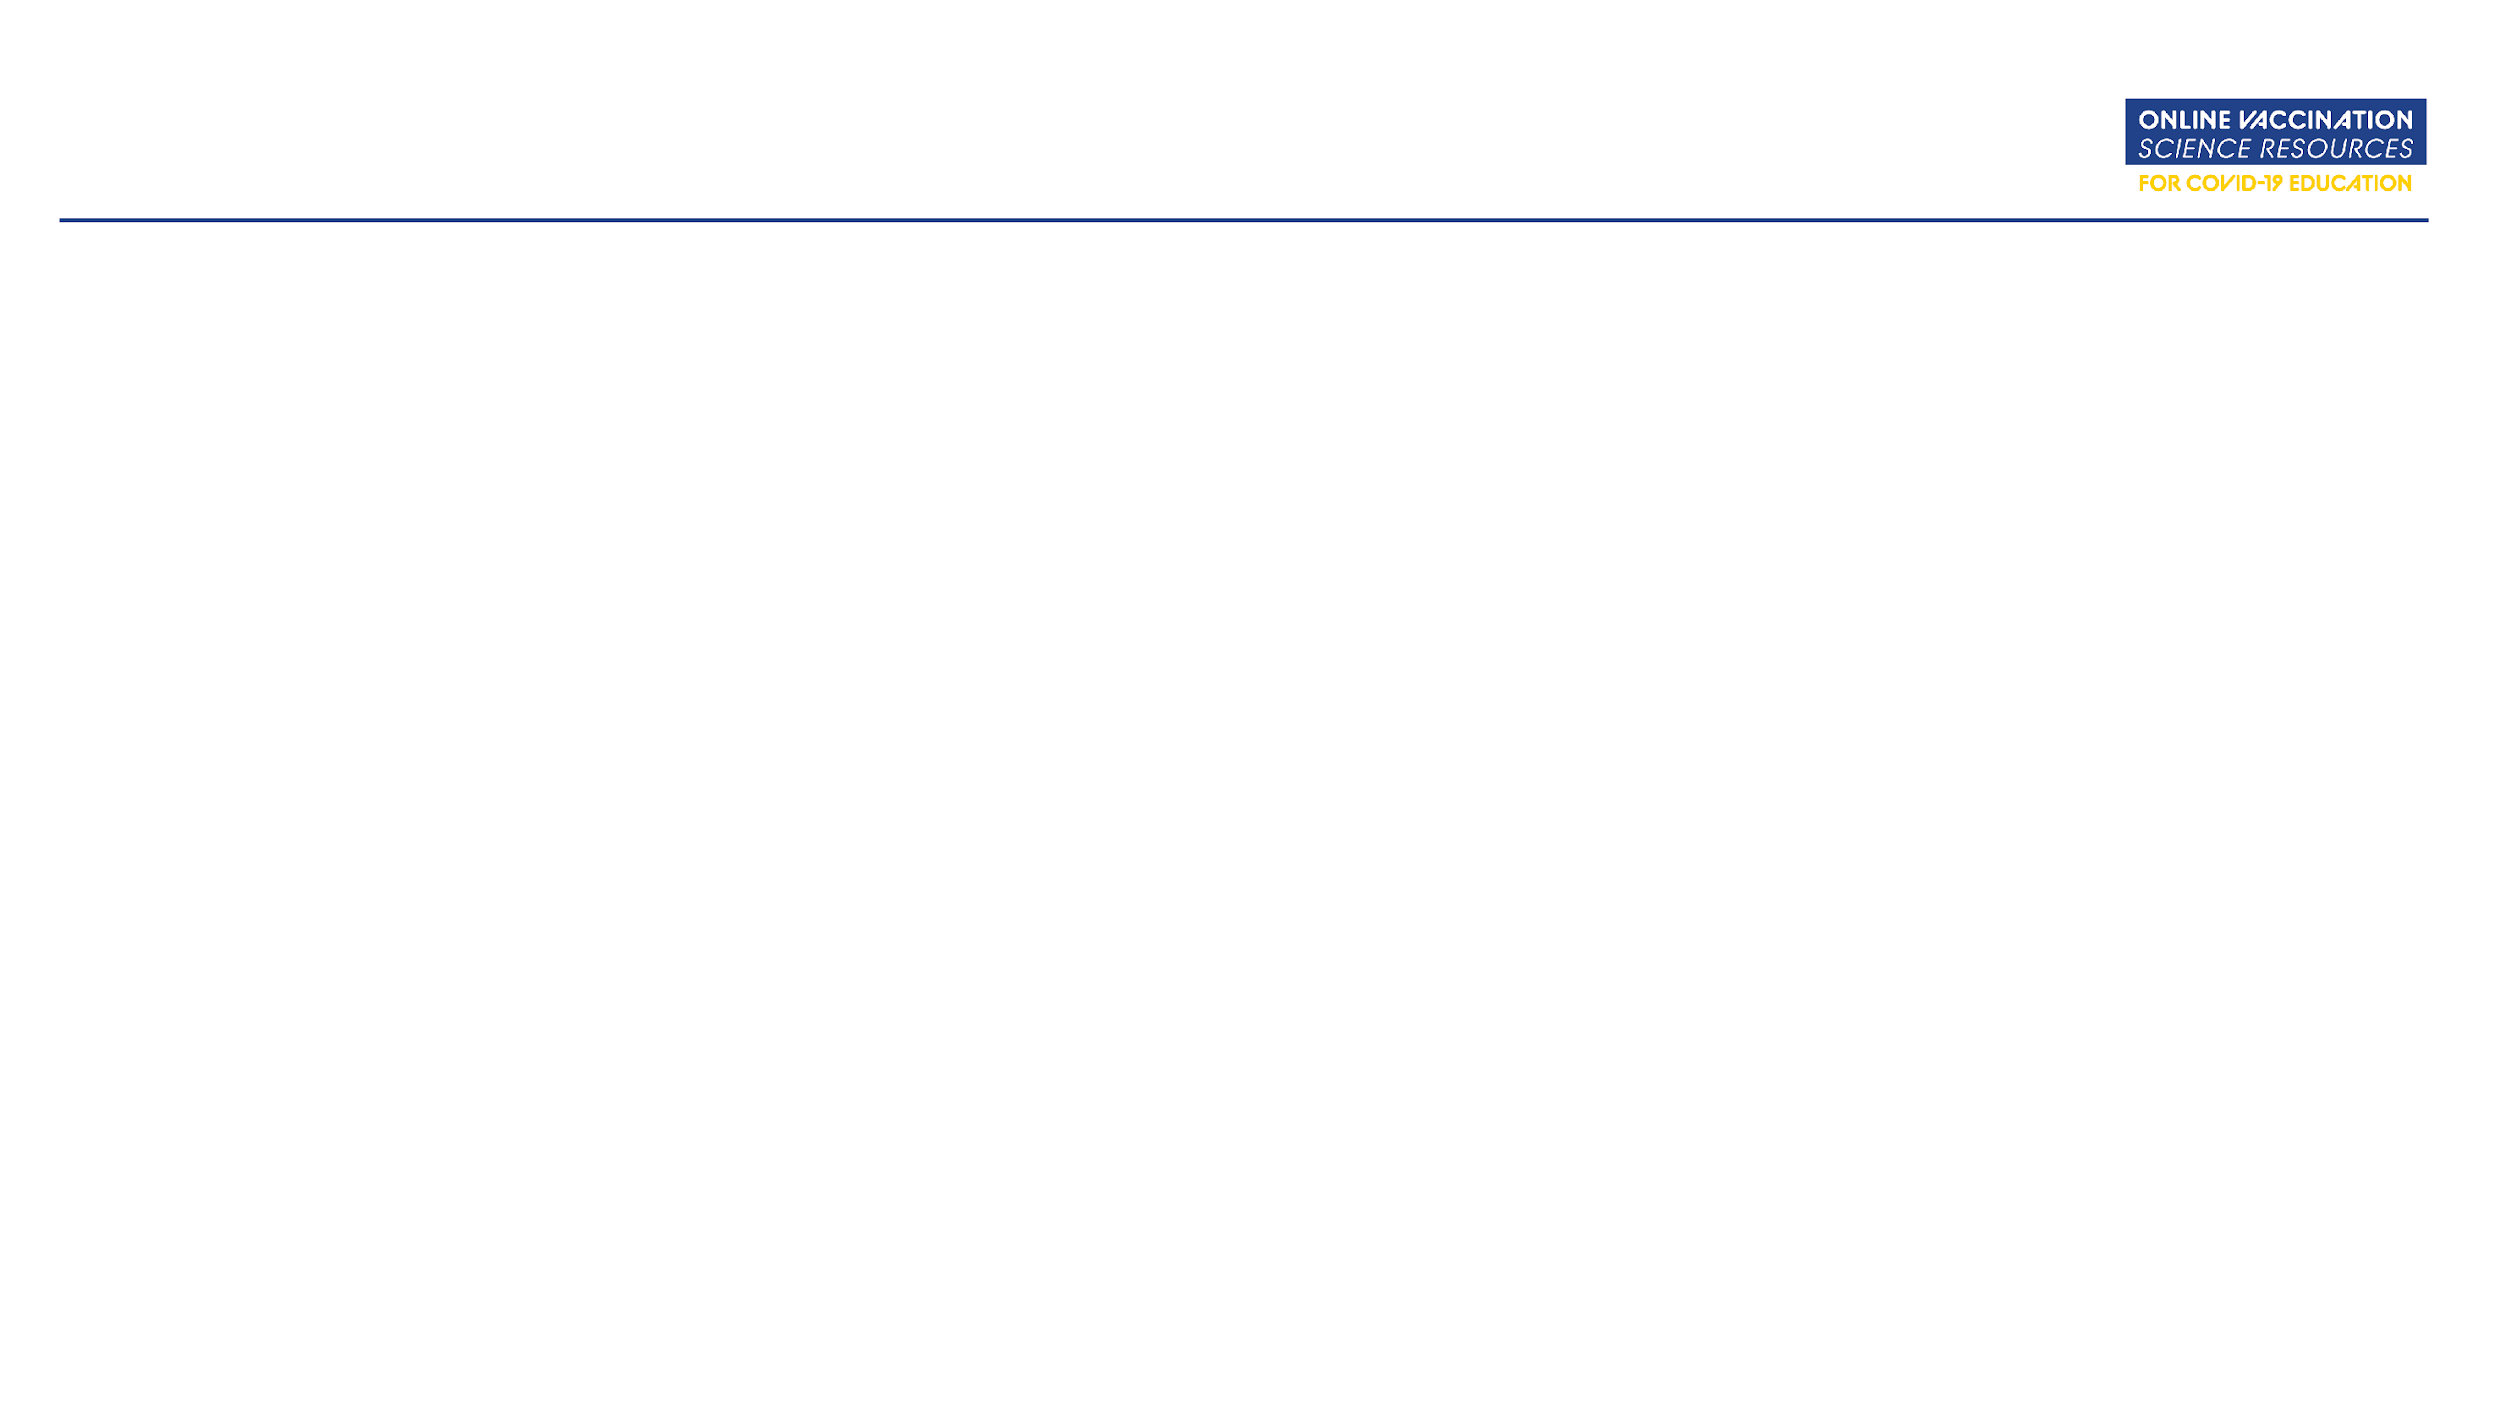 ONLINE VACCINATION
SCIENCE RESOURCES
FOR COVID-19 EDUCATION